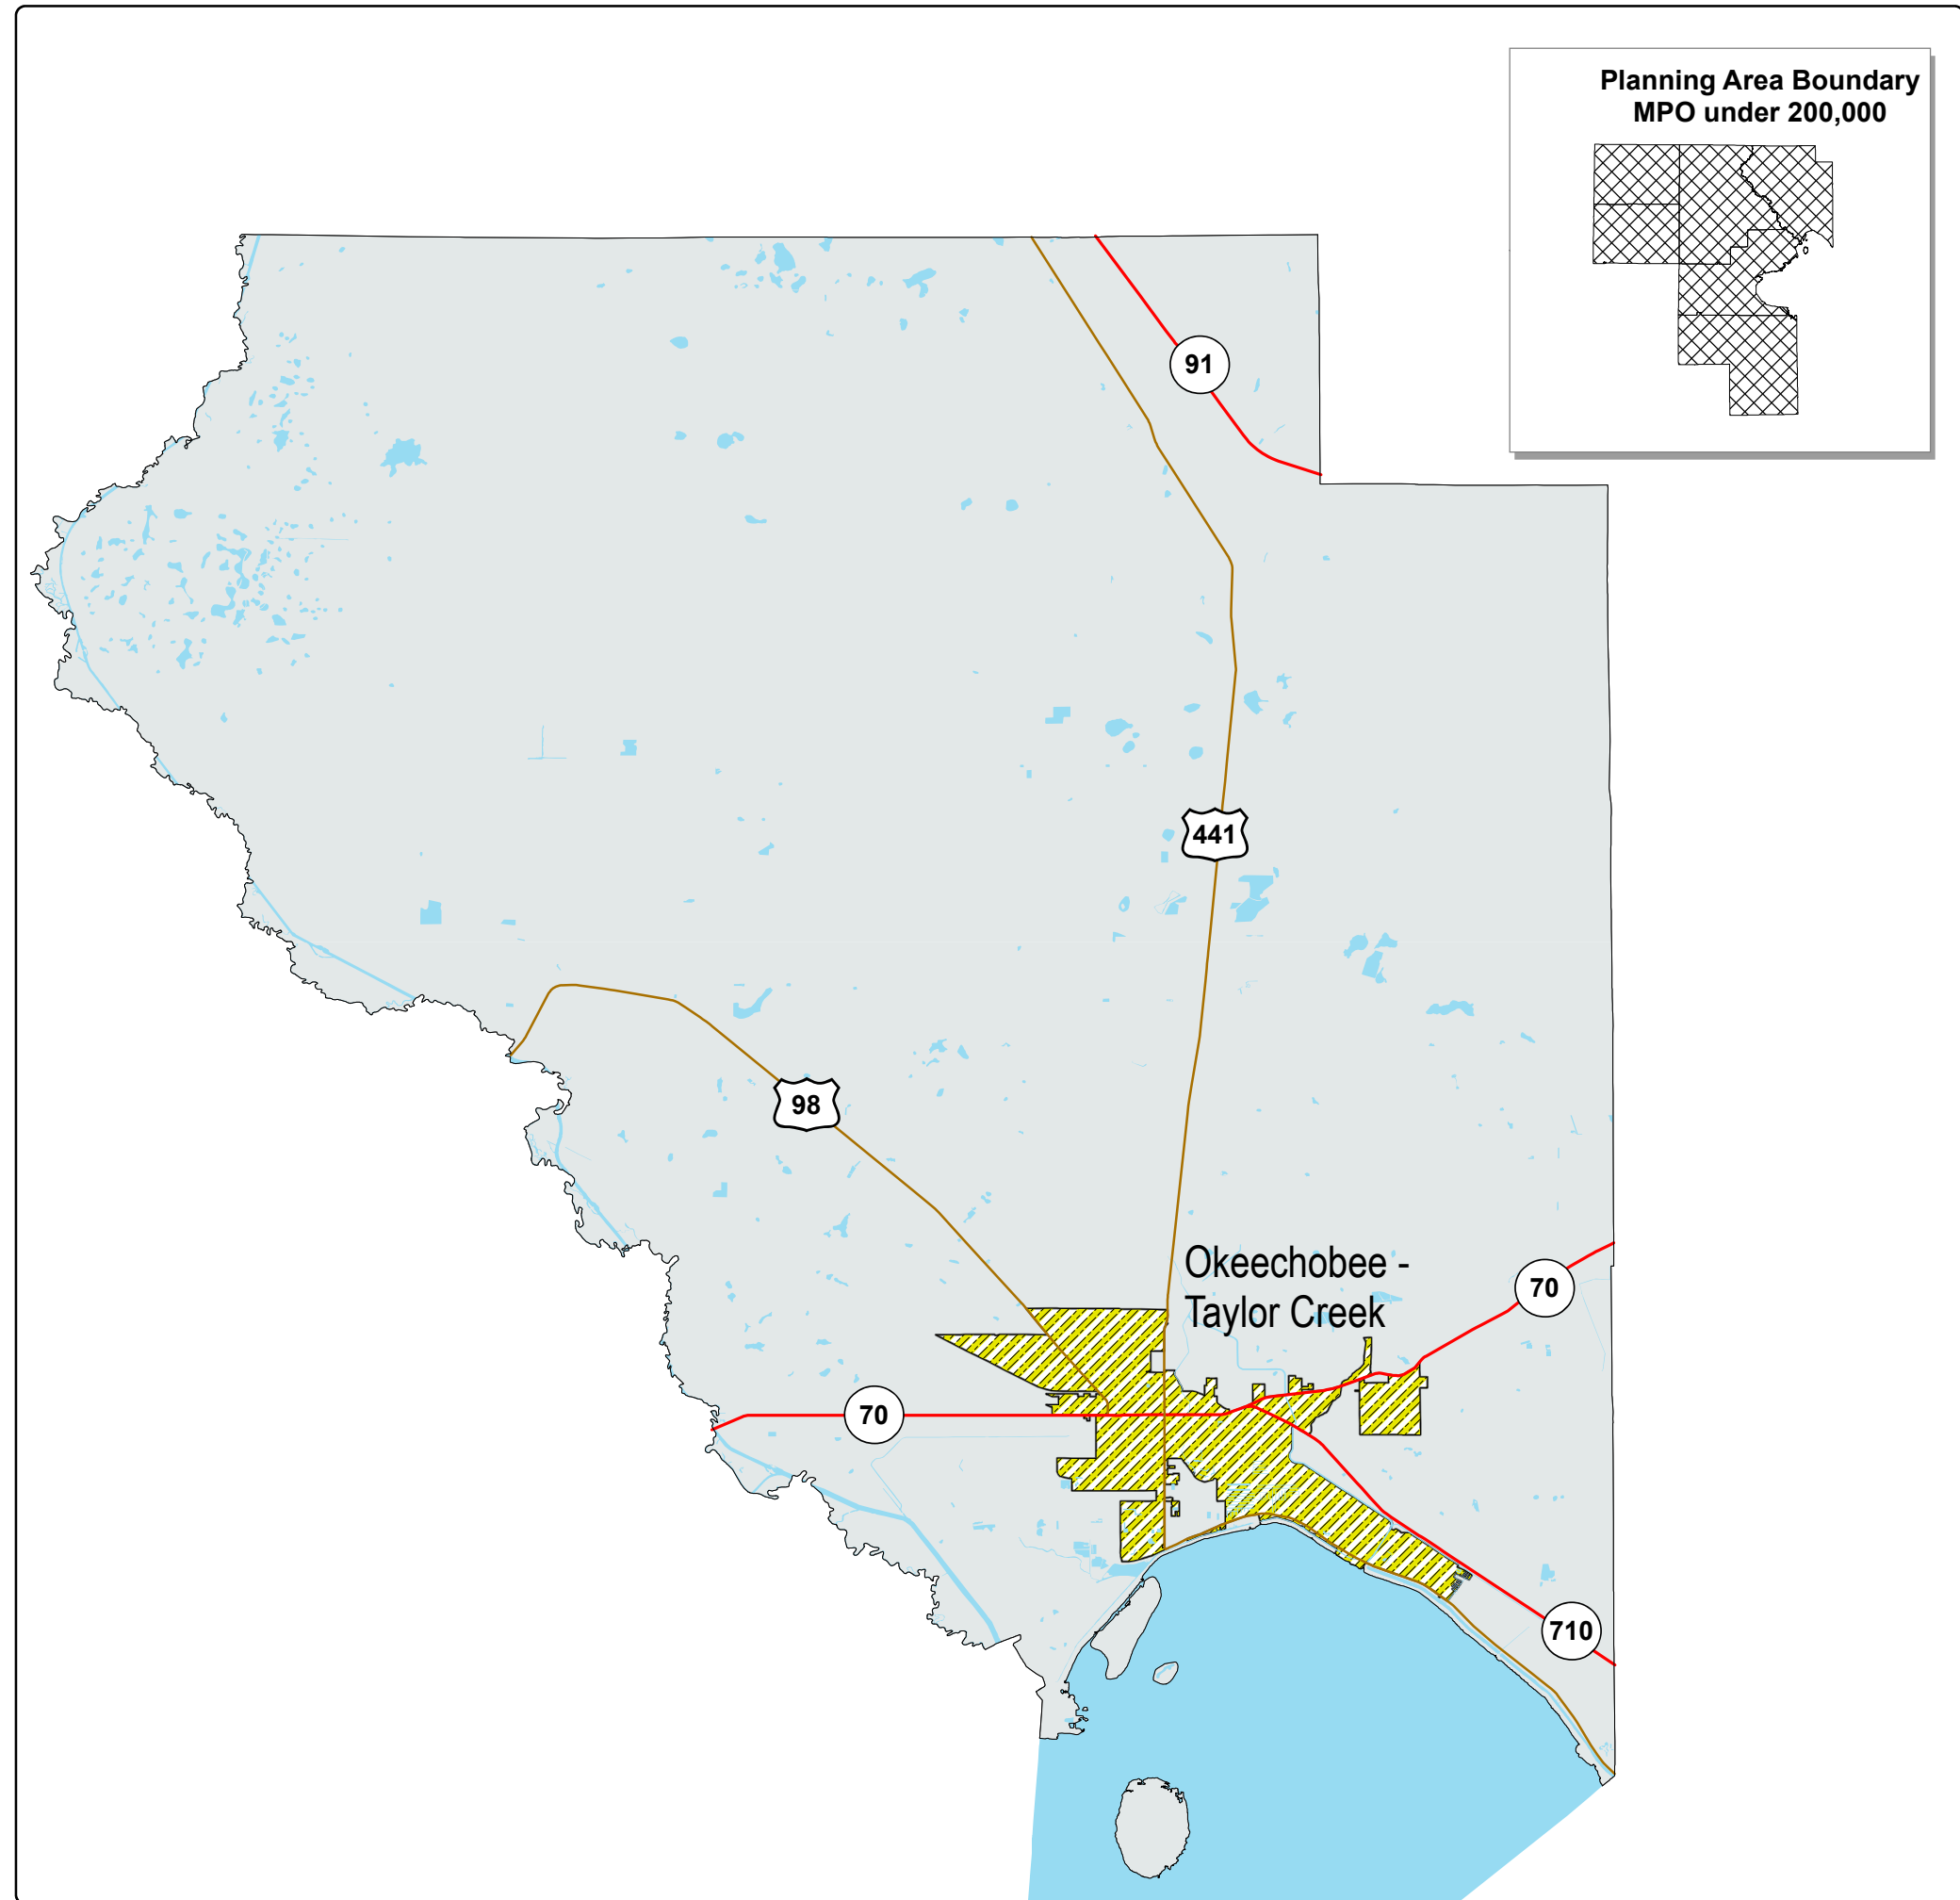 Planning Area Boundary
MPO under 200,000
91
441
98
Okeechobee -
Taylor Creek
70
70
710